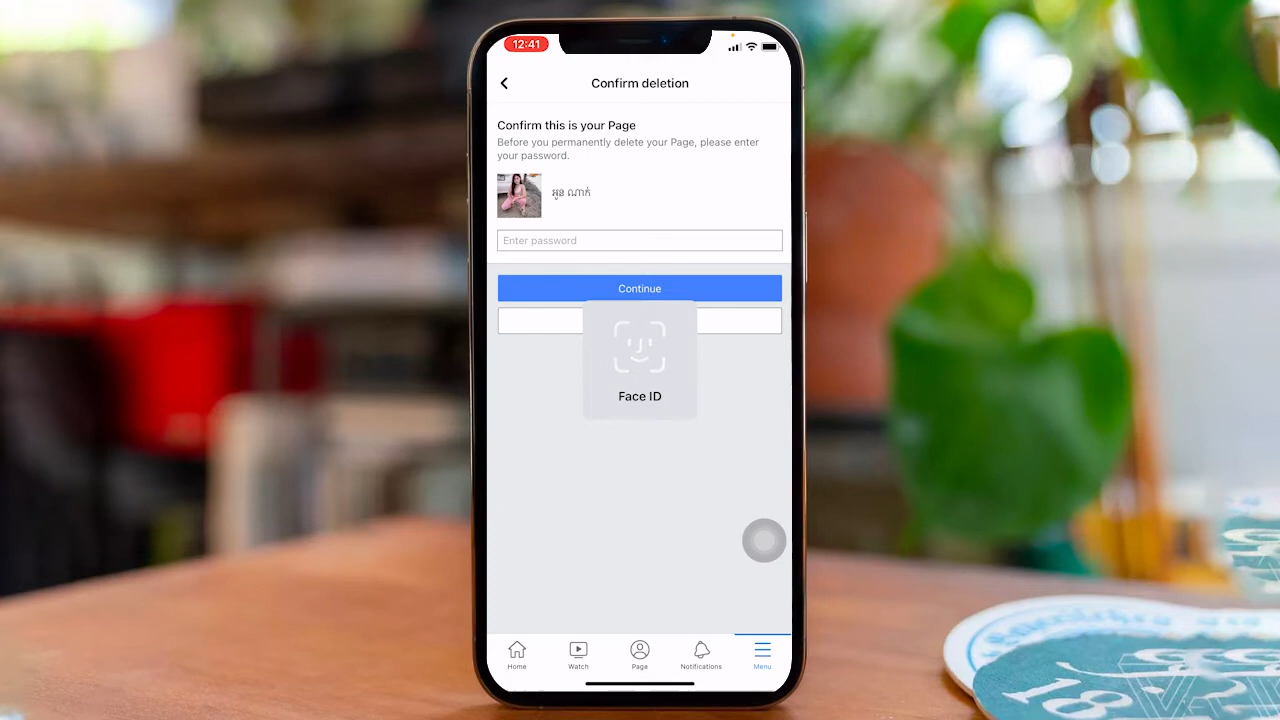 12:41
Confirm deletion
Confirm this is your Page
Before you permanently delete your Page, please enter
your password.
អូន ណាក់
Enter password
Continue
Face ID
Home
Watch
Page
Notifications
Menu
18